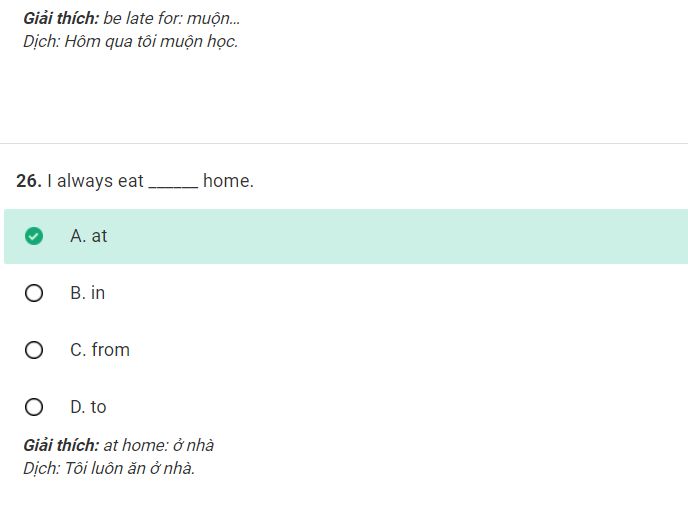 Giải thích: be late for: muộn...
Dịch: Hôm qua tôi muộn học.
26. I always eat ______ home.
A. at
B. in
C. from
D. to
Giải thích: at home: ở nhà
Dịch: Tôi luôn ăn ở nhà.